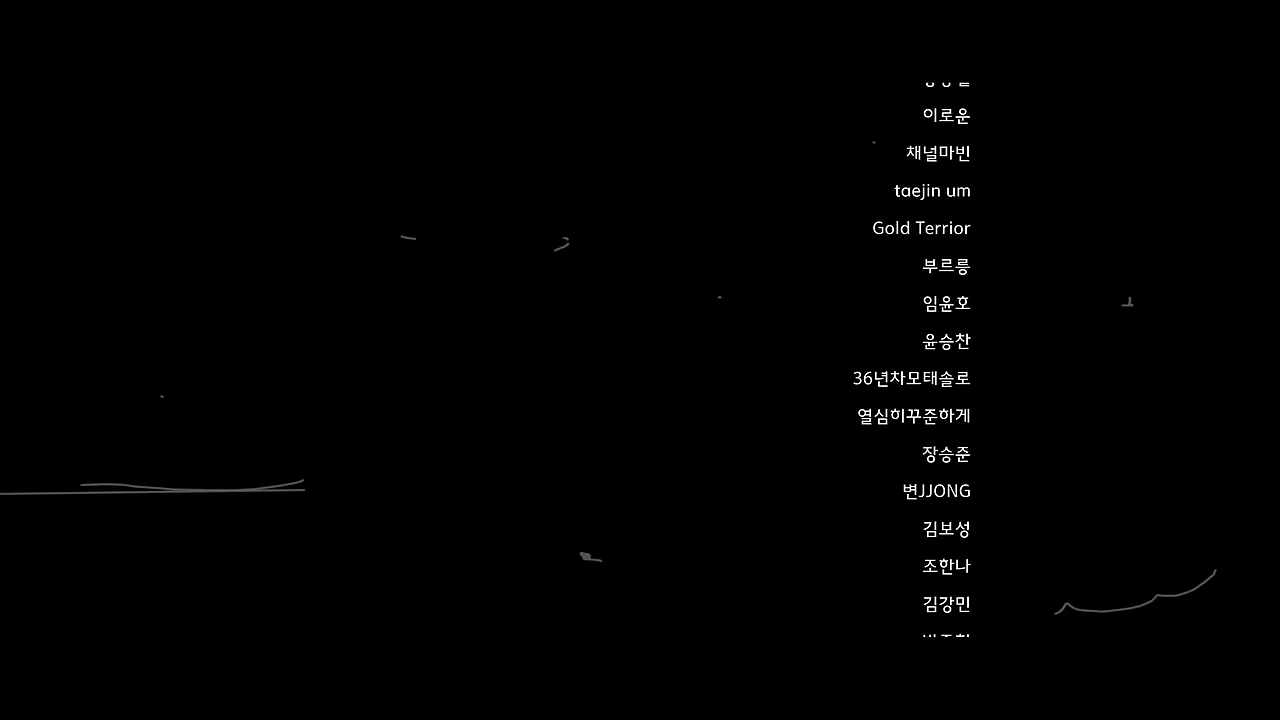 이로운
채널마빈
taejin um
Gold Terrior
부르릉
임윤호
윤승찬
36년차모태솔로
열심히꾸준하게
장승준
변JJONG
김보성
조한나
김강민